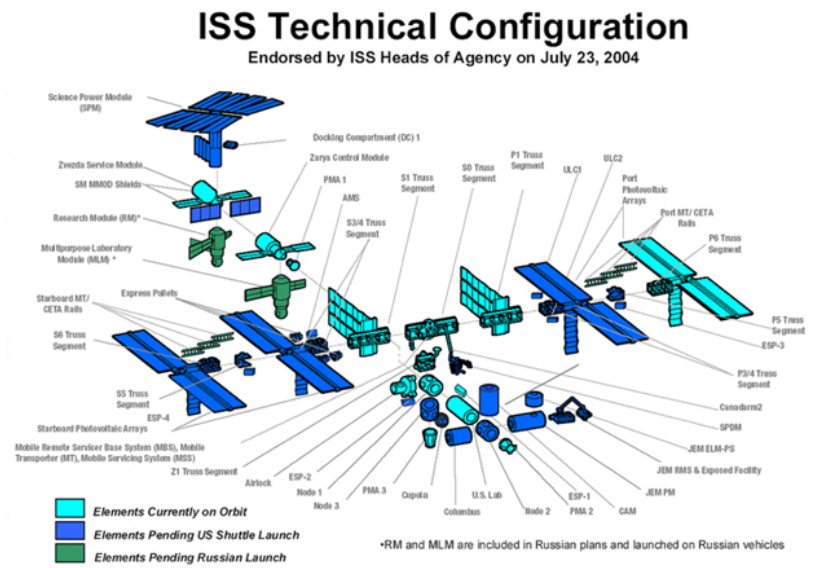 ISS Technical Configuration
Endorsed by ISS Heads of Agency on July 23, 2004
Science Power Module
(SPM)
Docking Compartment (DC) 1
Zarya Control Module
Zvezda Service Module
SM MMOD Shields
PMA 1
AMS
Research Module (RM)*
S3/4 Truss
Segment
Multipurpose Laboratory
Module (MLM) *
S1 Truss
Segment
S0 Truss
Segment
P1 Truss
Segment
ULC1
ULC2
Port
Photovoltaic
Arrays
Port MT/ CETA
Rails
P6 Truss
Segment
Starboard MT/
CETA Rails
Express Pallets
S6 Truss
Segment
P5 Truss
Segment
ESP-3
P3/4 Truss
Segment
S5 Truss
Segment
ESP-4
Starboard Photovoltaic Arrays
Canadarm2
SPDM
Mobile Remote Servicer Base System (MBS), Mobile
Transporter (MT), Mobile Servicing System (MSS)
JEM ELM-PS
Z1 Truss Segment
JEM RMS & Exposed Facility
Airlock
ESP-2
Node 1
Node 3
PMA 3
Cupola
Columbus
U.S. Lab
Node 2
ESP-1
PMA 2
CAM
JEM PM
Elements Currently on Orbit
Elements Pending US Shuttle Launch
Elements Pending Russian Launch
•RM and MLM are included in Russian plans and launched on Russian vehicles